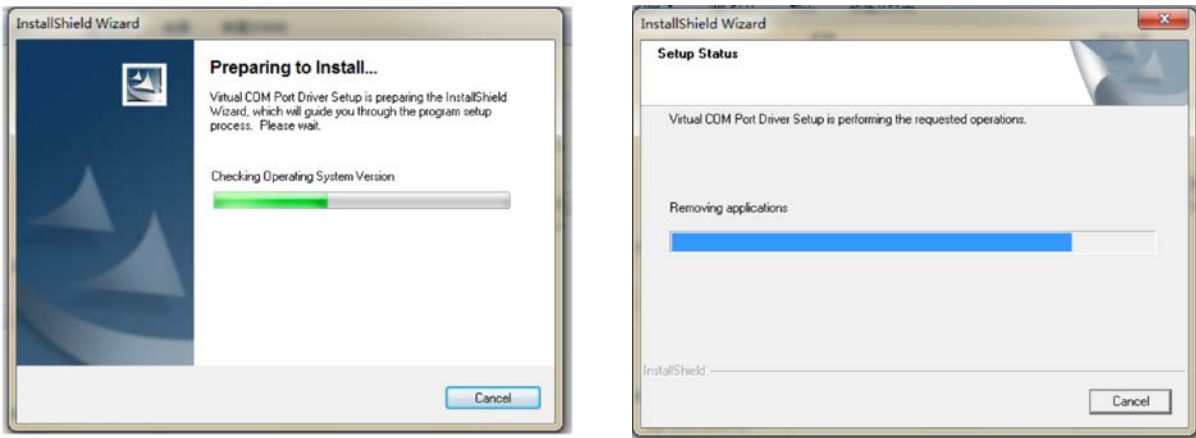 InstallShield Wizard
Preparing to Install...
Virtual COM Port Driver Setup is preparing the InstallShield
Wizard, which will guide you through the program setup
process. Please wait.
Checking Operating System Version
Cancel
InstallShield Wizard
Setup Status
Virtual COM Port Driver Setup is performing the requested operations.
Removing applications
InstallShield
Cancel